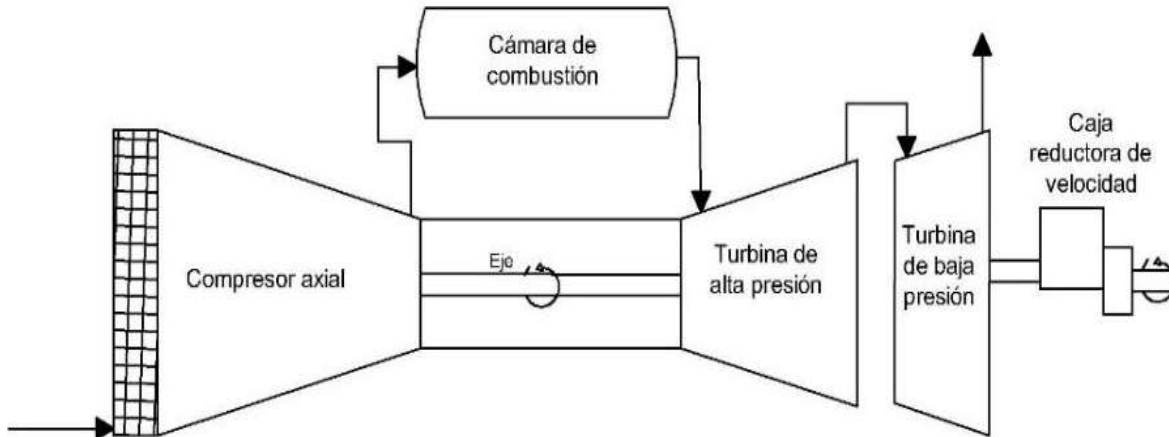 Cámara de
combustión
Caja
reductora de
velocidad
Compresor axial
Eje
Turbina de
alta presión
Turbina
de baja
presión